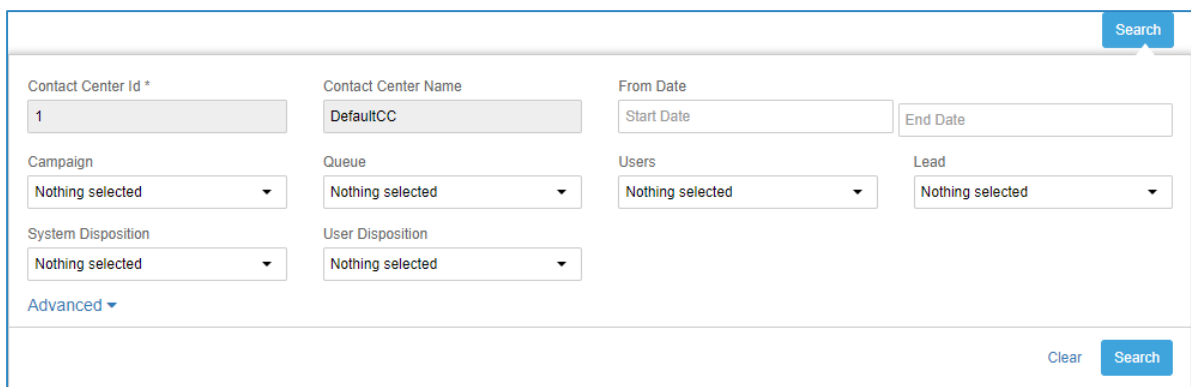 Search
Contact Center Id * Contact Center Name From Date
1 DefaultCC Start Date End Date
Campaign Queue Users Lead
Nothing selected Nothing selected Nothing selected Nothing selected
System Disposition User Disposition
Nothing selected Nothing selected
Advanced
Clear Search